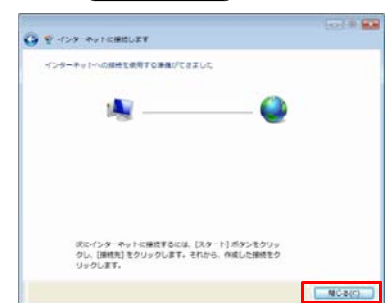 インターネットに接続します
インターネットへの接続を使用する準備ができました
次にインターネットに接続するには、[スタート] ボタンをクリッ
クし、[接続先] をクリックします。それから、作成した接続をク
リックします。
閉じる(C)